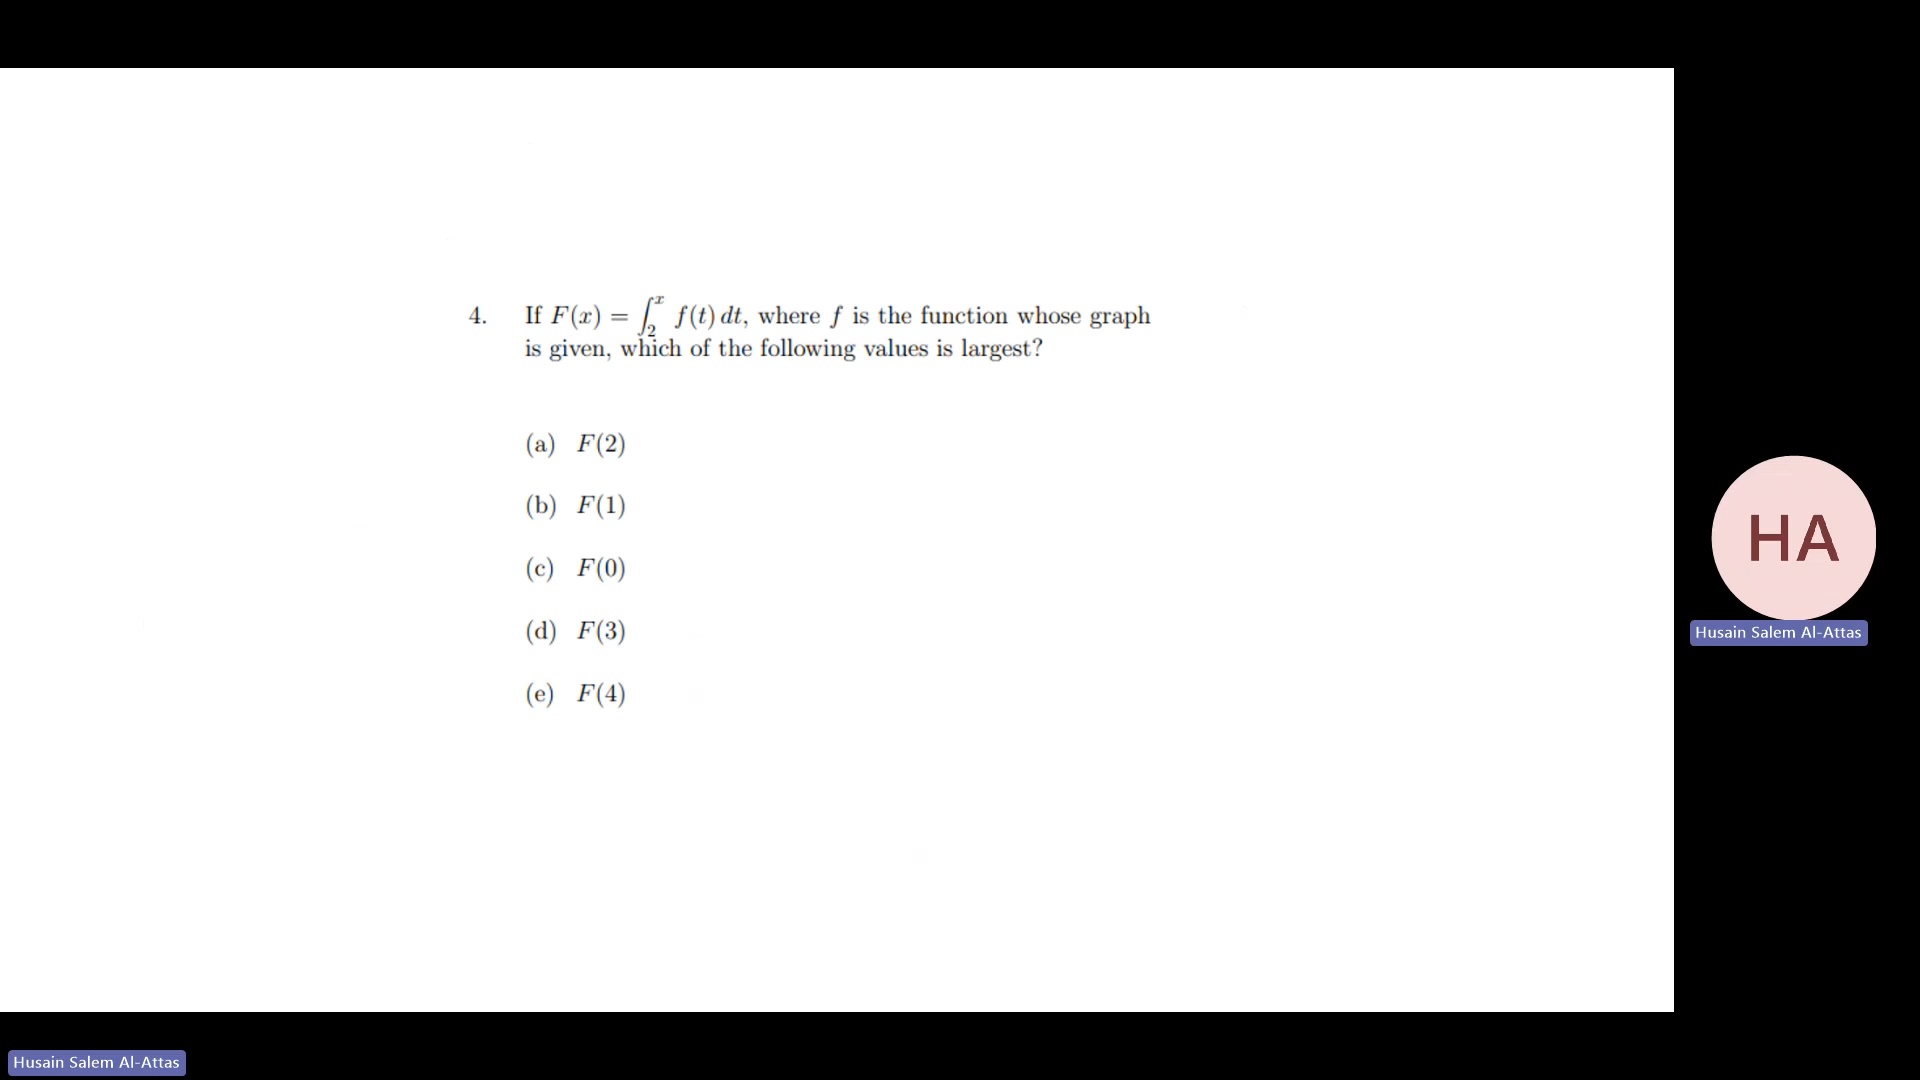 4. If F(x) = ∫₂ˣ f(t) dt, where f is the function whose graph
is given, which of the following values is largest?
(a) F(2)
(b) F(1)
(c) F(0)
(d) F(3)
(e) F(4)
HA
Husain Salem Al-Attas
Husain Salem Al-Attas